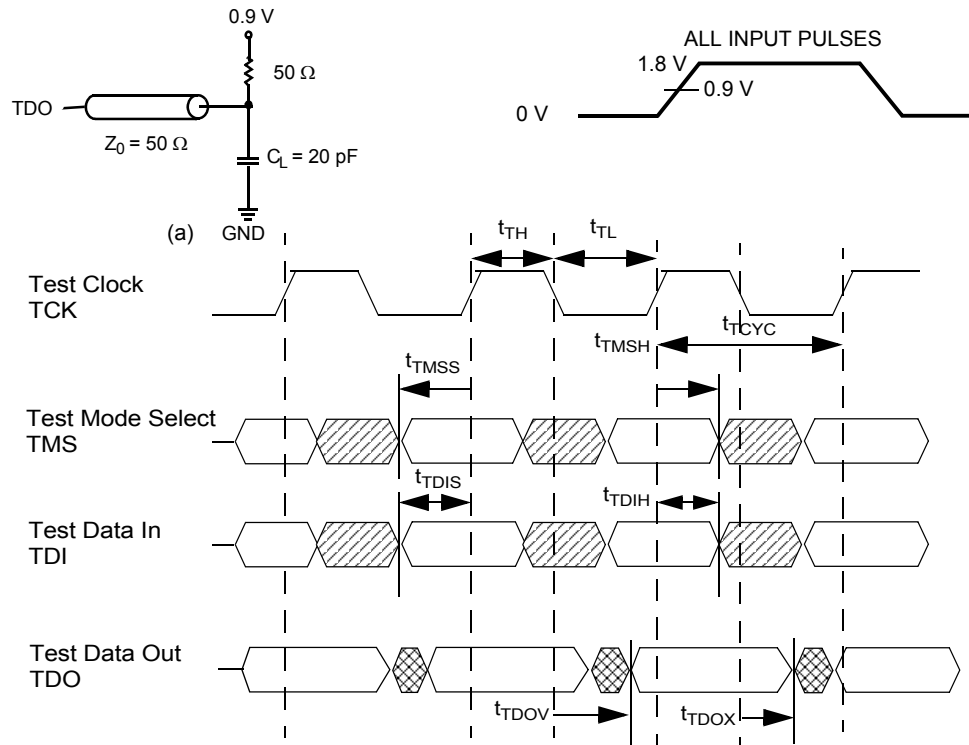 0.9 V
50 Ω
TDO
Z0 = 50 Ω
CL = 20 pF
(a)
GND
ALL INPUT PULSES
1.8 V
0.9 V
0 V
tTH
tTL
Test Clock
TCK
tTCYC
tTMSH
tTMSS
Test Mode Select
TMS
tTDIS
tTDIH
Test Data In
TDI
Test Data Out
TDO
tTDOV
tTDOX